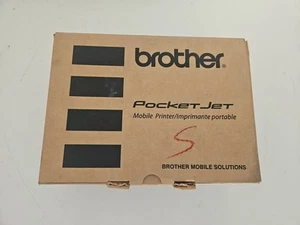 brother®
PocketJet
Mobile Printer/Imprimante portable
S
BROTHER MOBILE SOLUTIONS